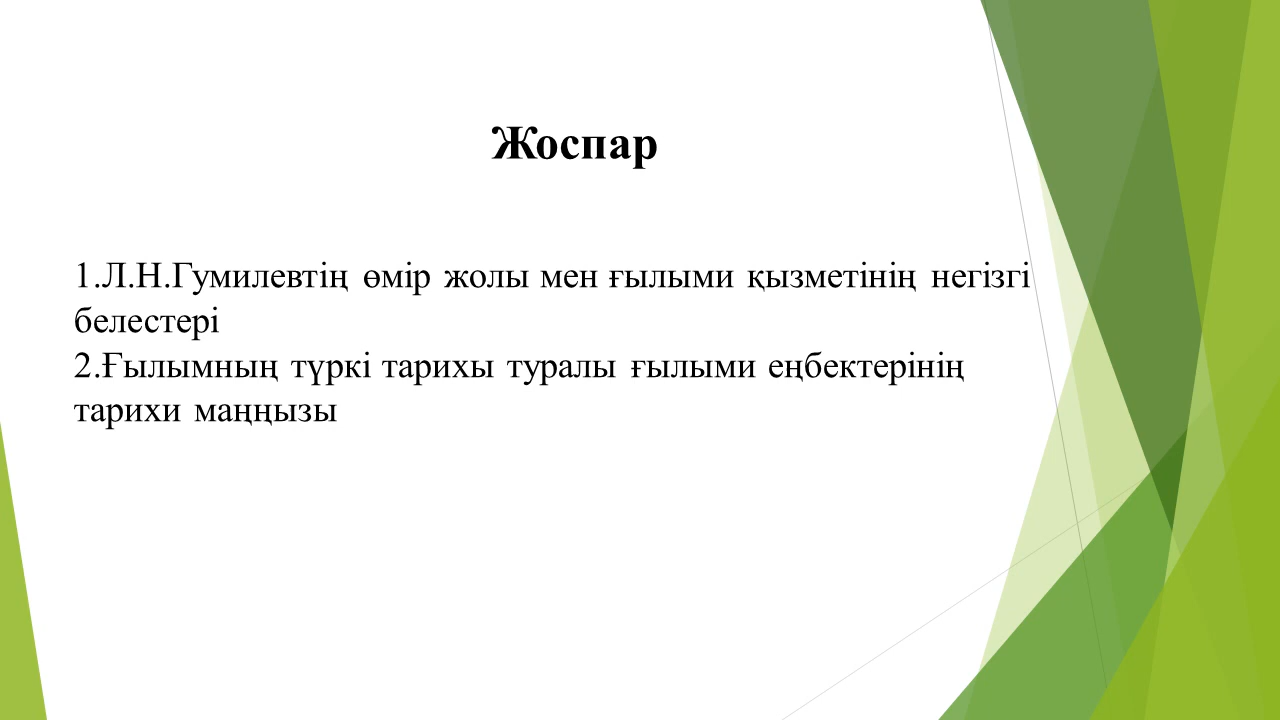 Жоспар
1.Л.Н.Гумилевтің өмір жолы мен ғылыми қызметінің негізгі
белестері
2.Ғылымның түркі тарихы туралы ғылыми еңбектерінің
тарихи маңңызы